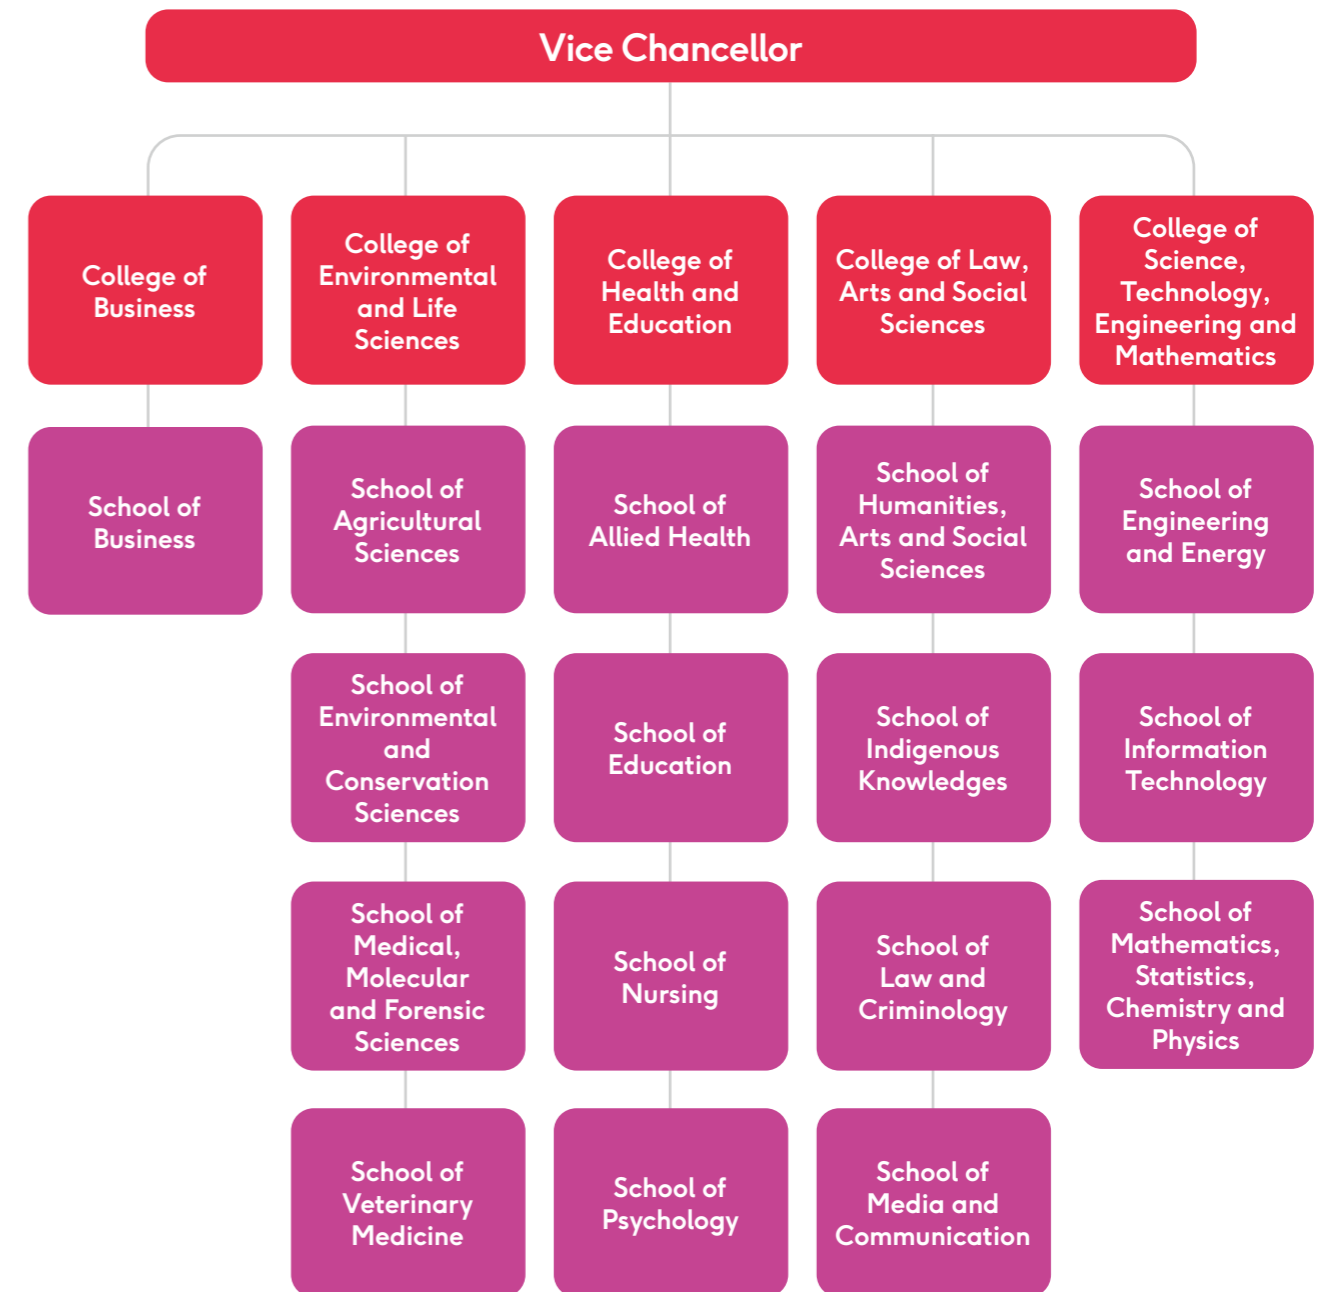 Vice Chancellor
College of
Business
College of
Environmental
and Life
Sciences
College of
Health and
Education
College of Law,
Arts and Social
Sciences
College of
Science,
Technology,
Engineering and
Mathematics
School of
Business
School of
Agricultural
Sciences
School of
Allied Health
School of
Humanities,
Arts and Social
Sciences
School of
Engineering
and Energy
School of
Environmental
and
Conservation
Sciences
School of
Education
School of
Indigenous
Knowledges
School of
Information
Technology
School of
Medical,
Molecular
and Forensic
Sciences
School of
Nursing
School of
Law and
Criminology
School of
Mathematics,
Statistics,
Chemistry and
Physics
School of
Veterinary
Medicine
School of
Psychology
School of
Media and
Communication